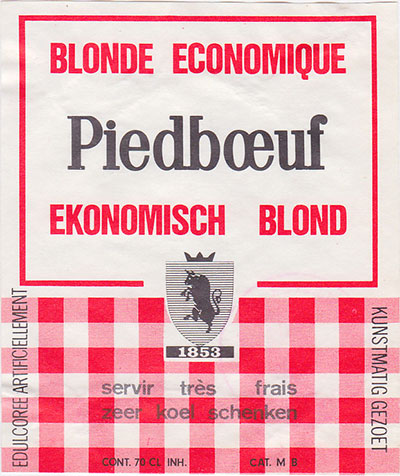 BLONDE ECONOMIQUE
Piedbœuf
EKONOMISCH BLOND
1853
EDULCOREE ARTIFICIELLEMENT
KUNSTMATIG GEZOET
servir très frais
zeer koel schenken
CONT. 70 CL INH. CAT. M B